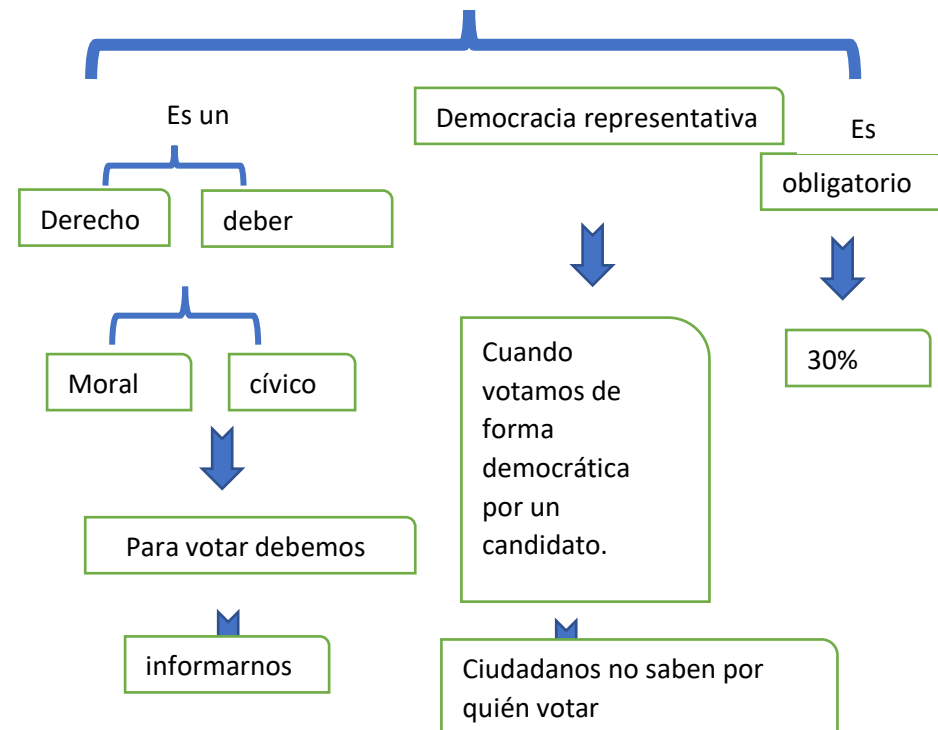 Es un
Democracia representativa
Es
obligatorio
Derecho
deber
Moral
cívico
Cuando
votamos de
forma
democrática
por un
candidato.
30%
Para votar debemos
informarnos
Ciudadanos no saben por
quién votar